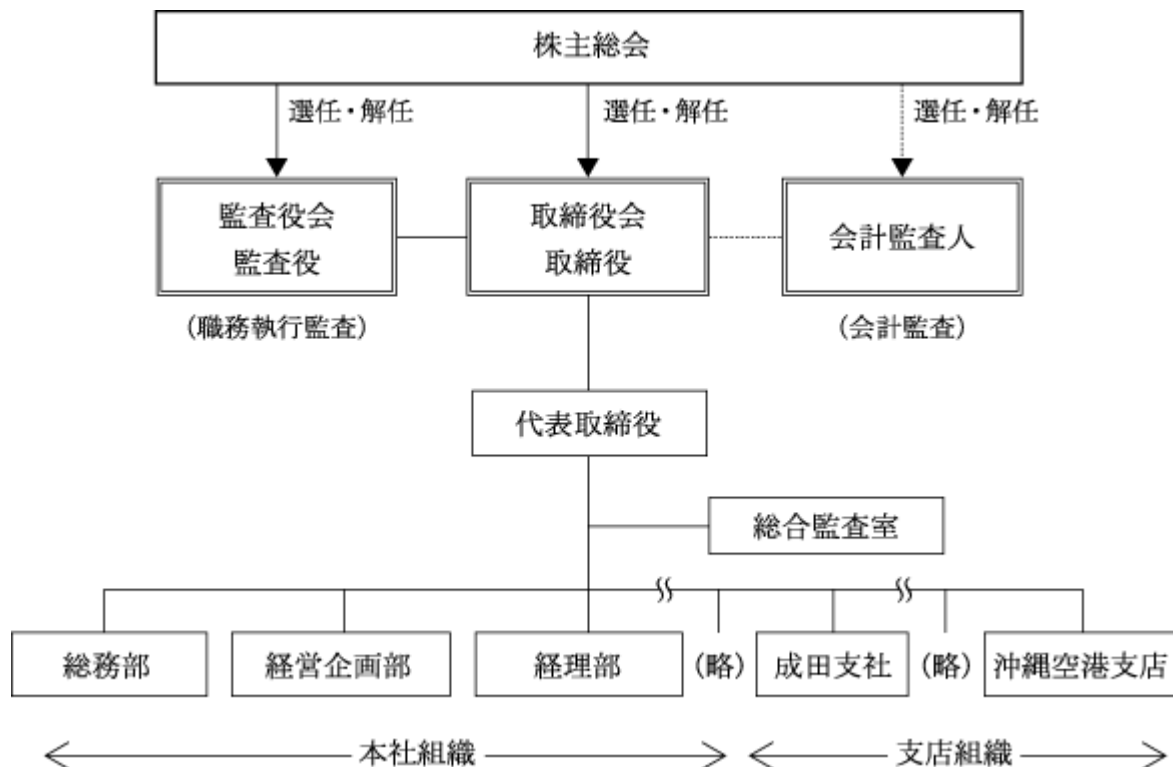 株主総会
選任・解任
選任・解任
選任・解任
監査役会
監査役
取締役会
取締役
会計監査人
(職務執行監査)
(会計監査)
代表取締役
総合監査室
総務部
経営企画部
経理部
(略)
成田支社
(略)
沖縄空港支店
本社組織
支店組織